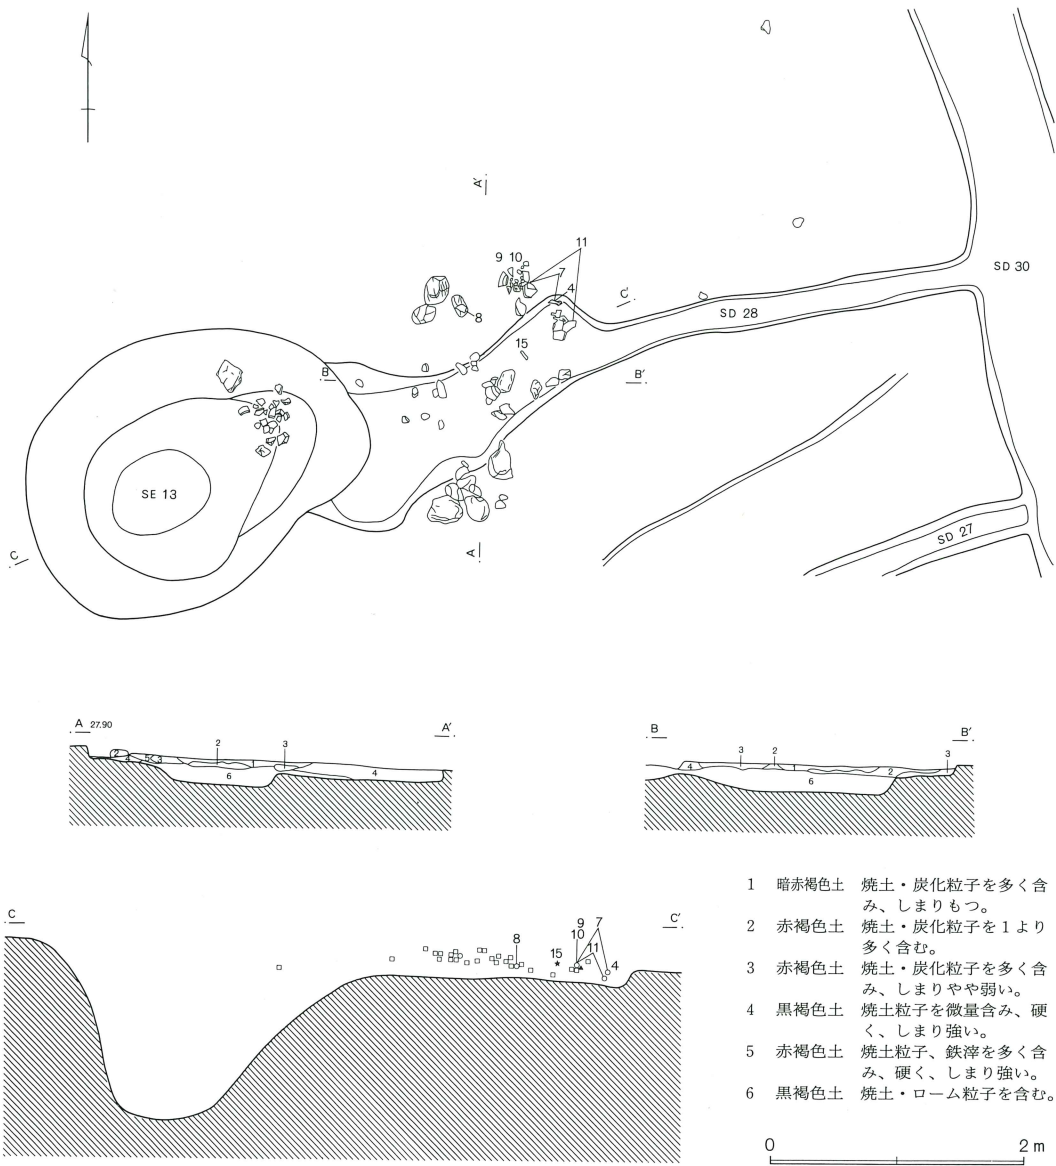 A'
11
9 10
7
4
C'
SD 30
SD 28
8
15
B
B'
SE 13
SD 27
C
A
A 27.90
A'
2
3
2
4
5
3
6
4
B
B'
3
2
3
4
2
6
C
C'
7
9
10
11
8
15
4
1 暗赤褐色土 焼土・炭化粒子を多く含
み、しまりもつ。
2 赤褐色土 焼土・炭化粒子を1より
多く含む。
3 赤褐色土 焼土・炭化粒子を多く含
み、しまりやや弱い。
4 黒褐色土 焼土粒子を微量含み、硬
く、しまり強い。
5 赤褐色土 焼土粒子、鉄滓を多く含
み、硬く、しまり強い。
6 黒褐色土 焼土・ローム粒子を含む。
0 2 m